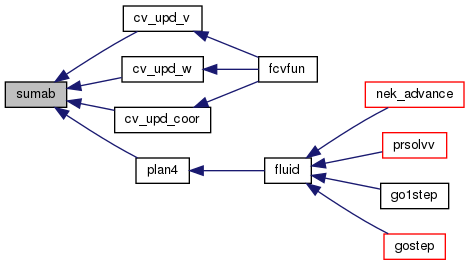 sumab
cv_upd_v
cv_upd_w
cv_upd_coor
plan4
fcvfun
fluid
nek_advance
prsolvv
go1step
gostep